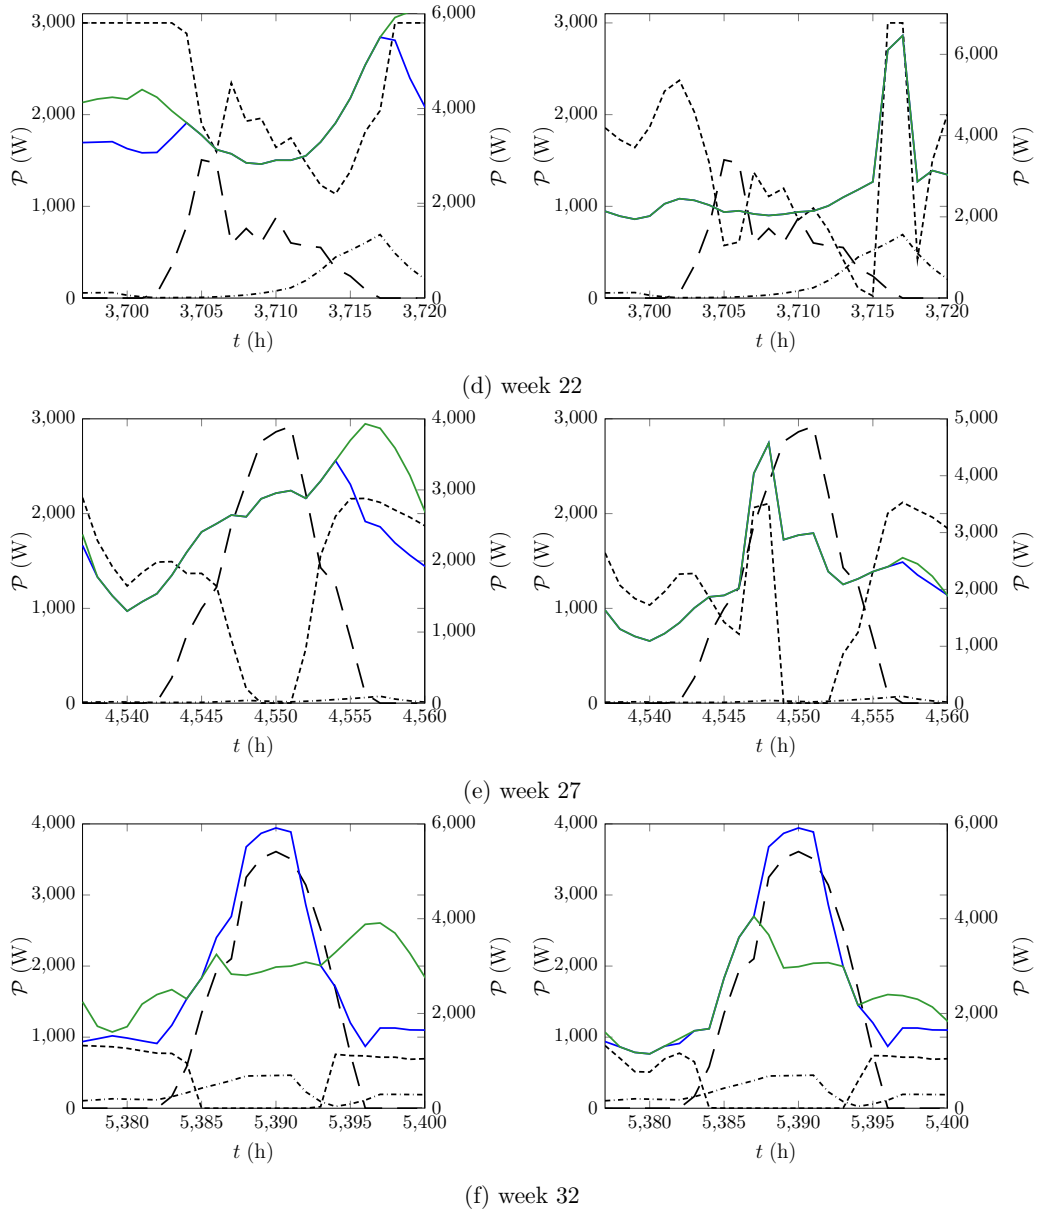 3,000
2,000
1,000
0
𝒫 (W)
6,000
4,000
2,000
0
𝒫 (W)
3,700 3,705 3,710 3,715 3,720
t (h)
3,000
2,000
1,000
0
𝒫 (W)
6,000
4,000
2,000
0
𝒫 (W)
3,700 3,705 3,710 3,715 3,720
t (h)
(d) week 22
3,000
2,000
1,000
0
𝒫 (W)
4,000
3,000
2,000
1,000
0
𝒫 (W)
4,540 4,545 4,550 4,555 4,560
t (h)
3,000
2,000
1,000
0
𝒫 (W)
5,000
4,000
3,000
2,000
1,000
0
𝒫 (W)
4,540 4,545 4,550 4,555 4,560
t (h)
(e) week 27
4,000
3,000
2,000
1,000
0
𝒫 (W)
6,000
4,000
2,000
0
𝒫 (W)
5,380 5,385 5,390 5,395 5,400
t (h)
4,000
3,000
2,000
1,000
0
𝒫 (W)
6,000
4,000
2,000
0
𝒫 (W)
5,380 5,385 5,390 5,395 5,400
t (h)
(f) week 32